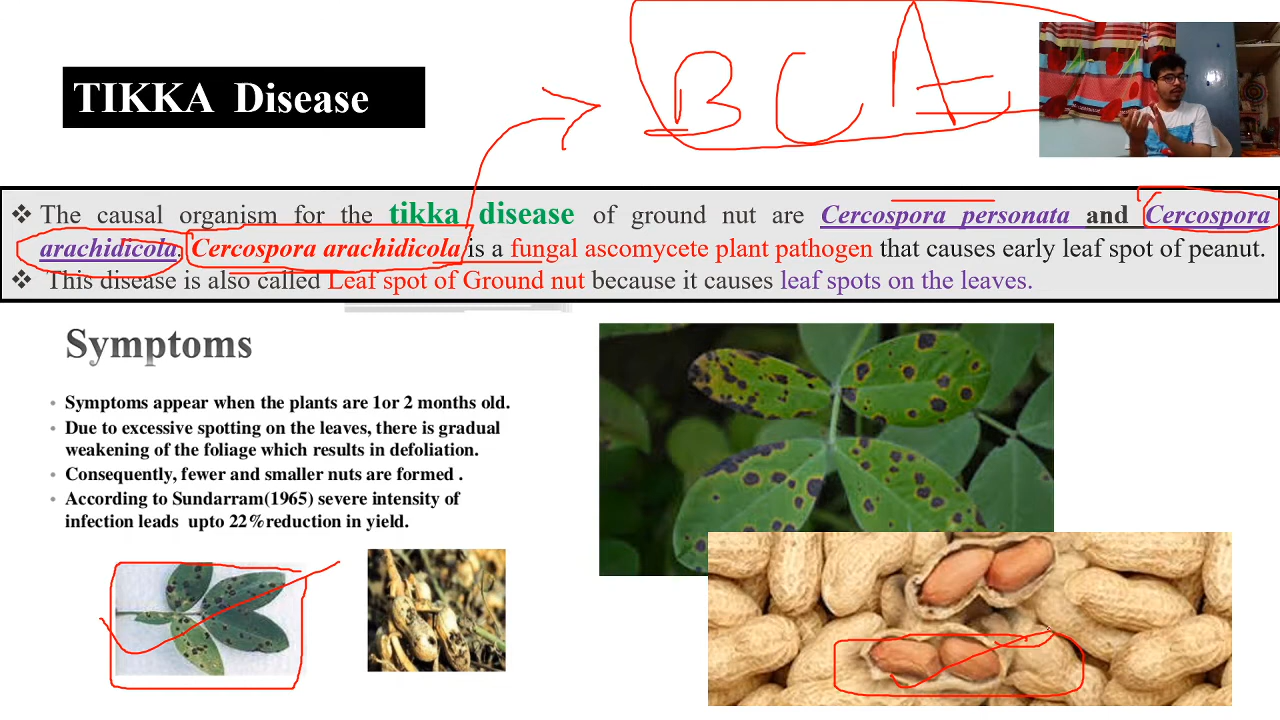 TIKKA Disease
B C A
❖ The causal organism for the tikka disease of ground nut are Cercospora personata and Cercospora
arachidicola. Cercospora arachidicola is a fungal ascomycete plant pathogen that causes early leaf spot of peanut.
❖ This disease is also called Leaf spot of Ground nut because it causes leaf spots on the leaves.
Symptoms
• Symptoms appear when the plants are 1or 2 months old.
• Due to excessive spotting on the leaves, there is gradual
weakening of the foliage which results in defoliation.
• Consequently, fewer and smaller nuts are formed .
• According to Sundarram(1965) severe intensity of
infection leads upto 22%reduction in yield.